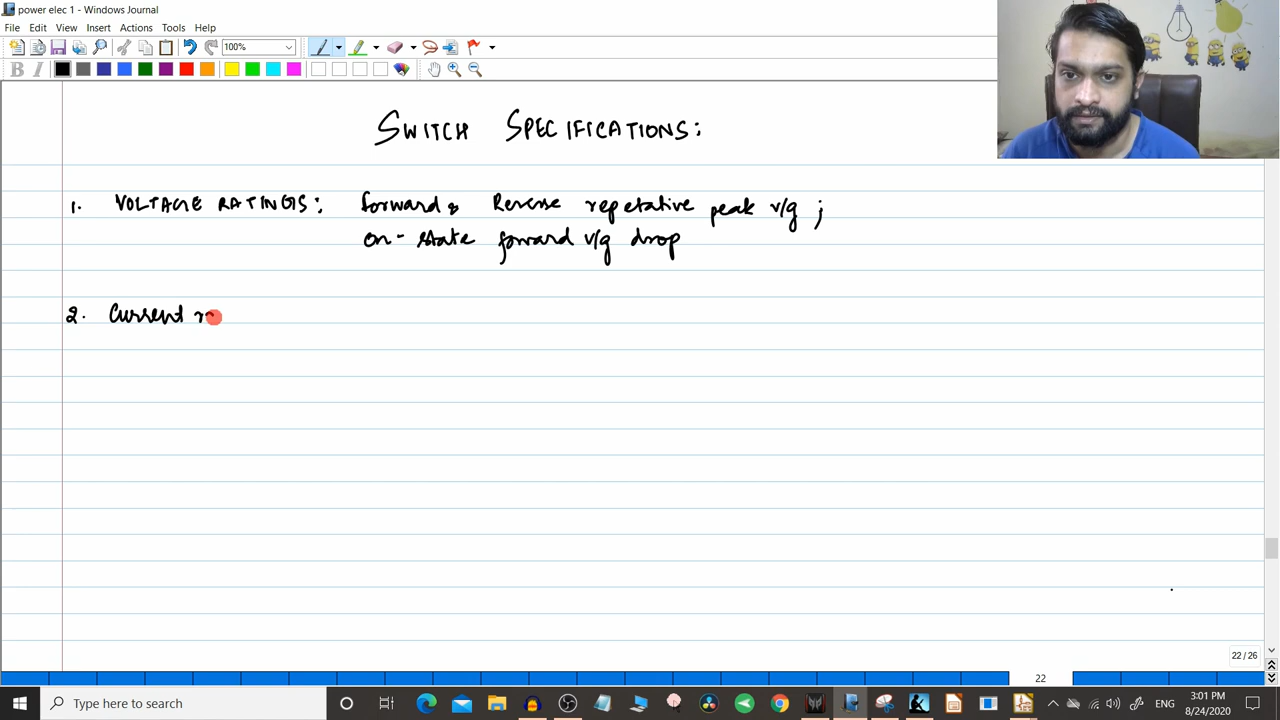 power elec 1 - Windows Journal
File Edit View Insert Actions Tools Help
100%
B I
SWITCH SPECIFICATIONS:
1. VOLTAGE RATINGS: forward & Reverse repetative peak v/g ;
on-state forward v/g drop
2. Current r
22 / 26
22
Type here to search
ENG
3:01 PM
8/24/2020